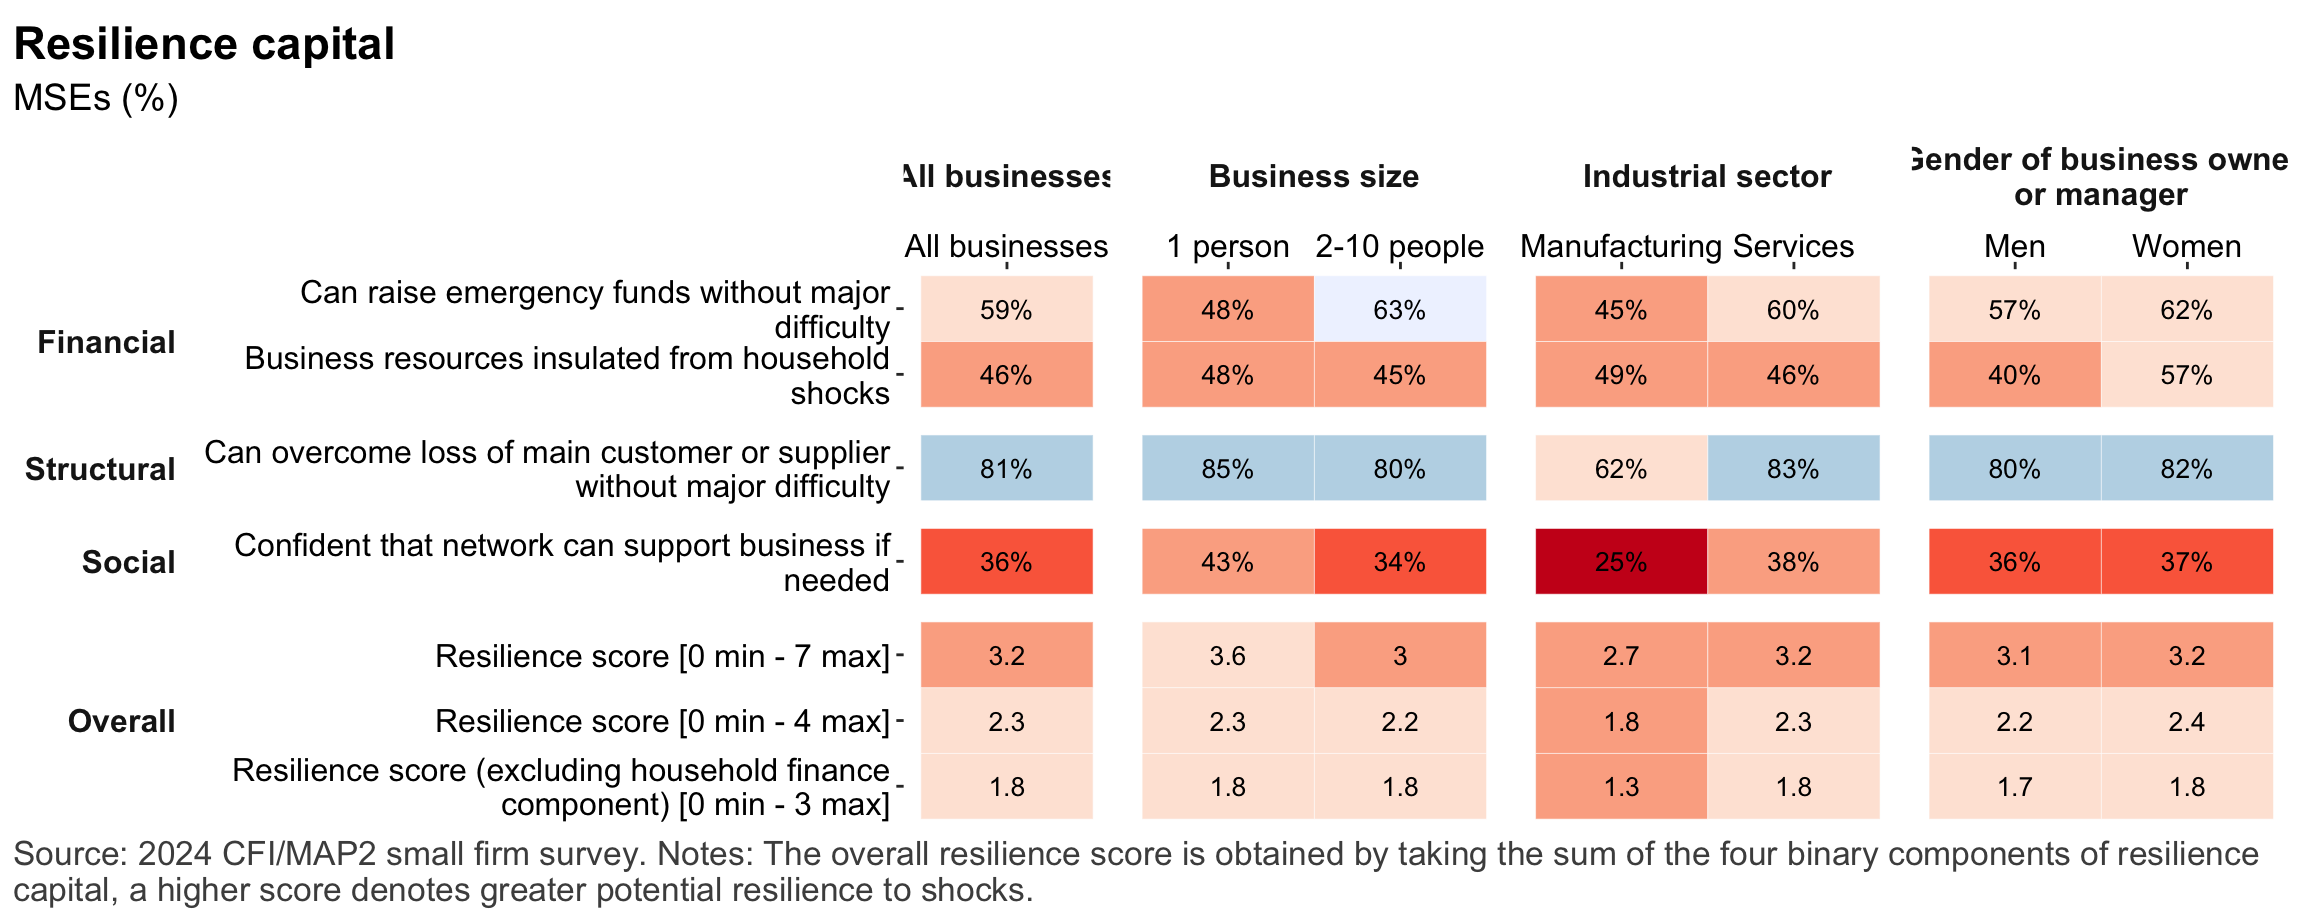 Resilience capital
MSEs (%)
All businesses
Business size
Industrial sector
Gender of business owne
or manager
All businesses
1 person
2-10 people
Manufacturing
Services
Men
Women
Financial
Can raise emergency funds without major
difficulty
59%
48%
63%
45%
60%
57%
62%
Business resources insulated from household
shocks
46%
48%
45%
49%
46%
40%
57%
Structural
Can overcome loss of main customer or supplier
without major difficulty
81%
85%
80%
62%
83%
80%
82%
Social
Confident that network can support business if
needed
36%
43%
34%
25%
38%
36%
37%
Overall
Resilience score [0 min - 7 max]
3.2
3.6
3
2.7
3.2
3.1
3.2
Resilience score [0 min - 4 max]
2.3
2.3
2.2
1.8
2.3
2.2
2.4
Resilience score (excluding household finance
component) [0 min - 3 max]
1.8
1.8
1.8
1.3
1.8
1.7
1.8
Source: 2024 CFI/MAP2 small firm survey. Notes: The overall resilience score is obtained by taking the sum of the four binary components of resilience
capital, a higher score denotes greater potential resilience to shocks.